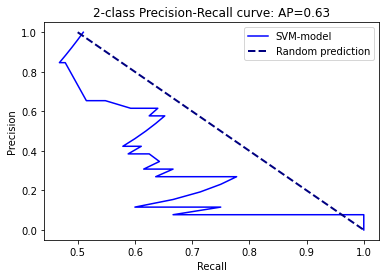 2-class Precision-Recall curve: AP=0.63
SVM-model
Random prediction
Precision
1.0
0.8
0.6
0.4
0.2
0.0
0.5
0.6
0.7
0.8
0.9
1.0
Recall